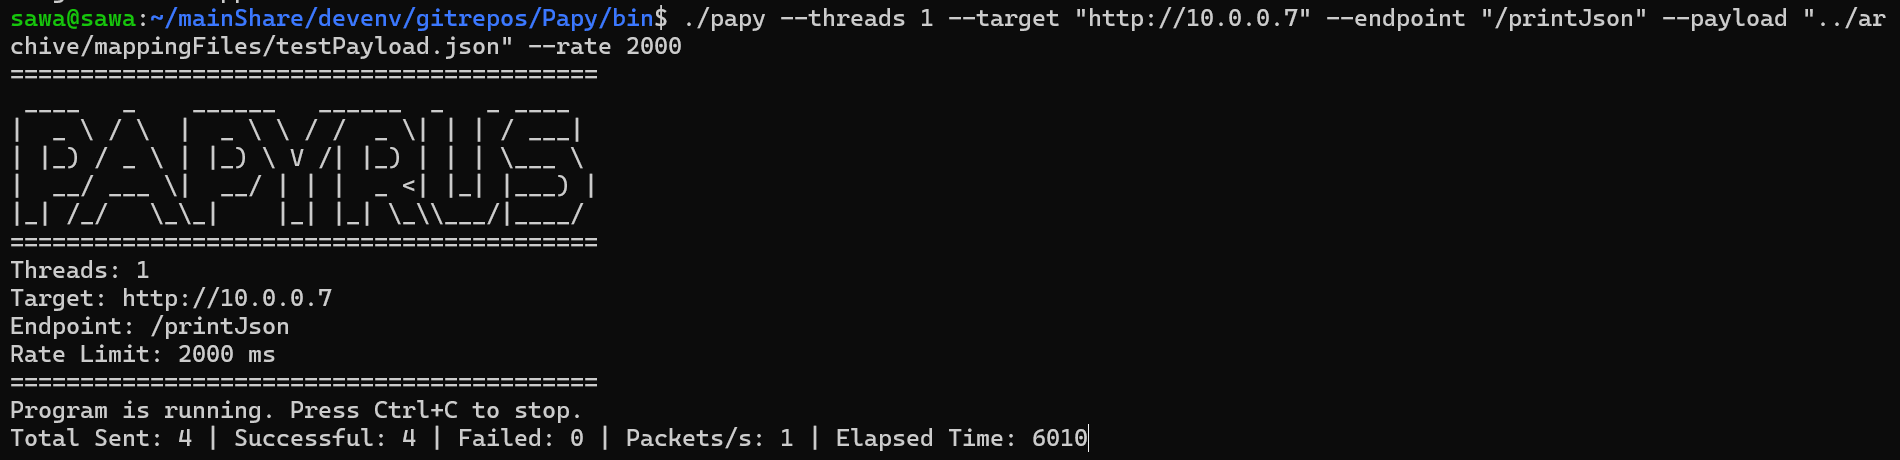 sawa@sawa:~/mainShare/devenv/gitrepos/Papy/bin$ ./papy --threads 1 --target "http://10.0.0.7" --endpoint "/printJson" --payload "../ar
chive/mappingFiles/testPayload.json" --rate 2000
==========================================
 ____   _    ______   ______  _   _ ____
|  _ \ / \  |  _ \ \ / /  _ \| | | / ___|
| |_) / _ \ | |_) \ V /| |_) | | | \___ \
|  __/ ___ \|  __/ | | |  _ <| |_| |___) |
|_| /_/   \_\_|    |_| |_| \_\\___/|____/
==========================================
Threads: 1
Target: http://10.0.0.7
Endpoint: /printJson
Rate Limit: 2000 ms
==========================================
Program is running. Press Ctrl+C to stop.
Total Sent: 4 | Successful: 4 | Failed: 0 | Packets/s: 1 | Elapsed Time: 6010